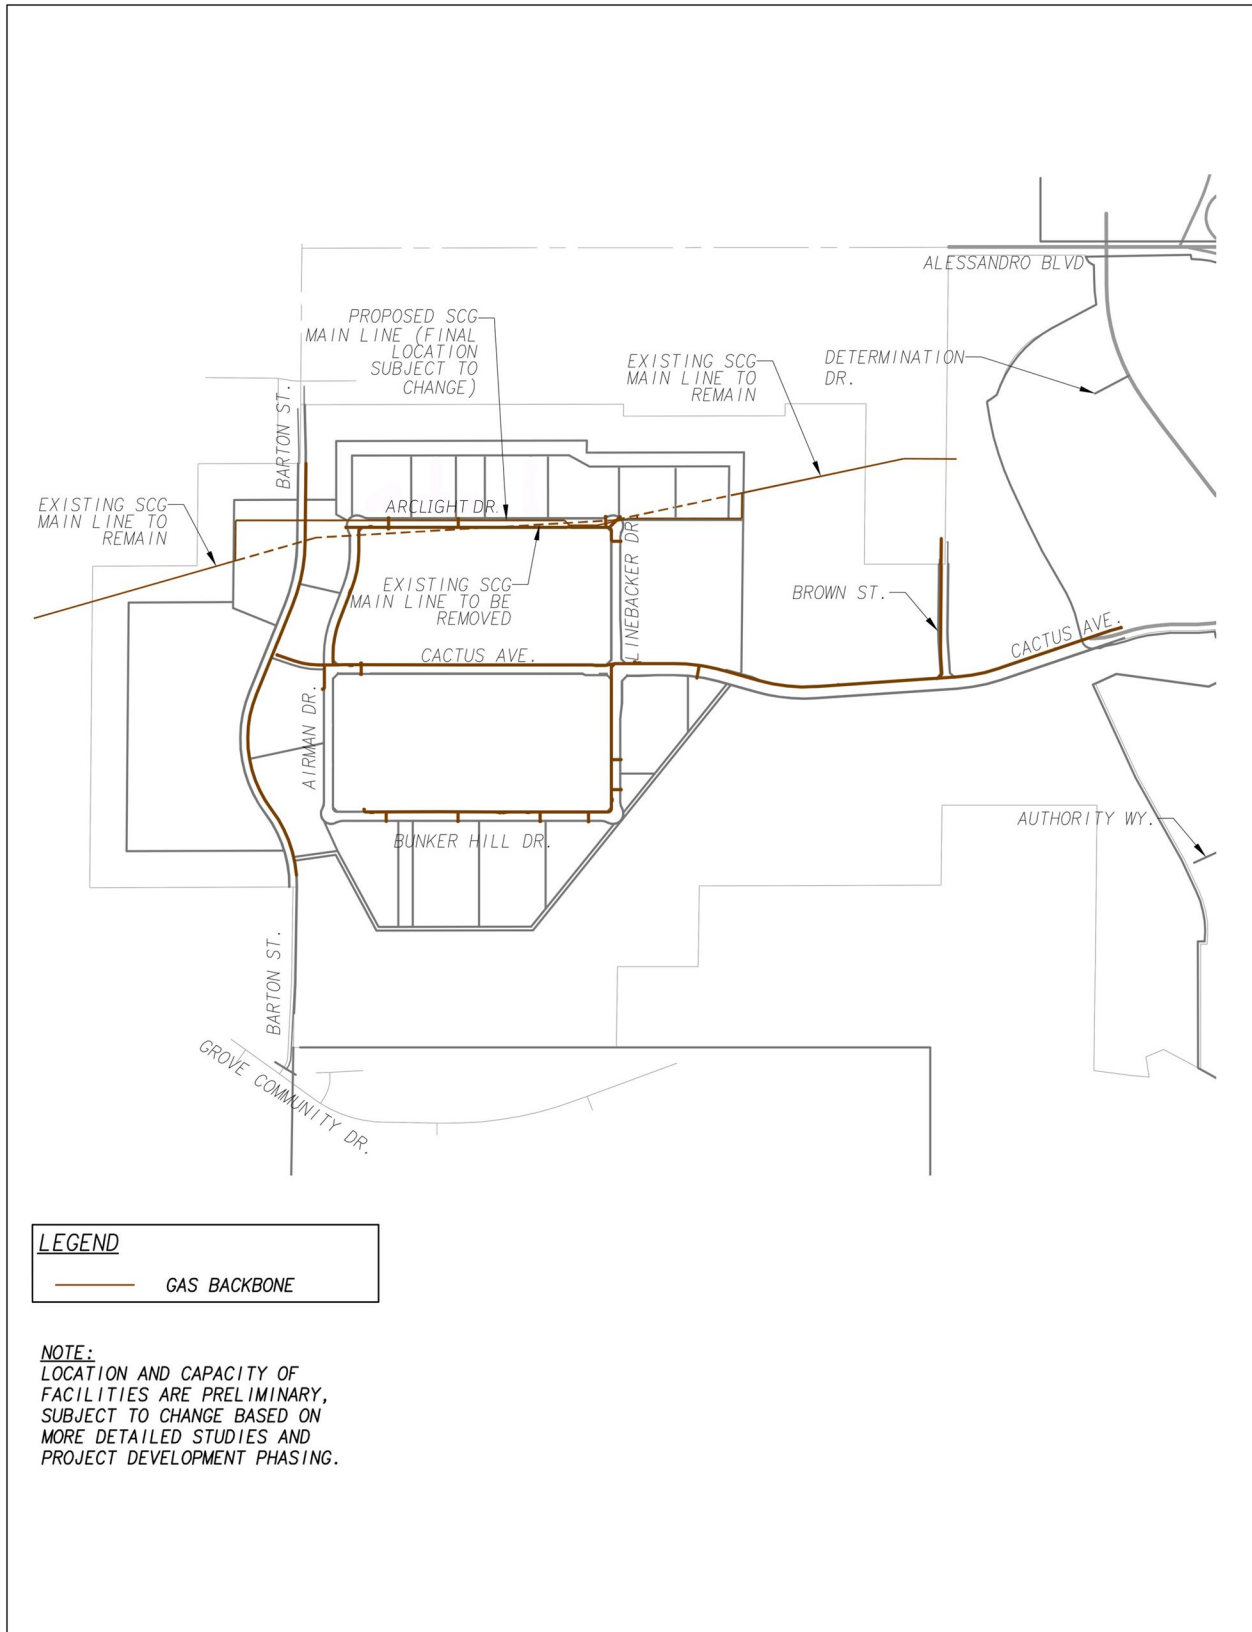 ALESSANDRO BLVD
PROPOSED SCG
MAIN LINE (FINAL
LOCATION
SUBJECT TO
CHANGE)
EXISTING SCG
MAIN LINE TO
REMAIN
DETERMINATION
DR.
BARTON ST.
EXISTING SCG
MAIN LINE TO
REMAIN
ARCLIGHT DR.
LINEBACKER DR.
EXISTING SCG
MAIN LINE TO BE
REMOVED
BROWN ST.
CACTUS AVE.
CACTUS AVE.
AIRMAN DR.
AUTHORITY WY.
BUNKER HILL DR.
BARTON ST.
GROVE COMMUNITY DR.
LEGEND
GAS BACKBONE
NOTE:
LOCATION AND CAPACITY OF
FACILITIES ARE PRELIMINARY,
SUBJECT TO CHANGE BASED ON
MORE DETAILED STUDIES AND
PROJECT DEVELOPMENT PHASING.